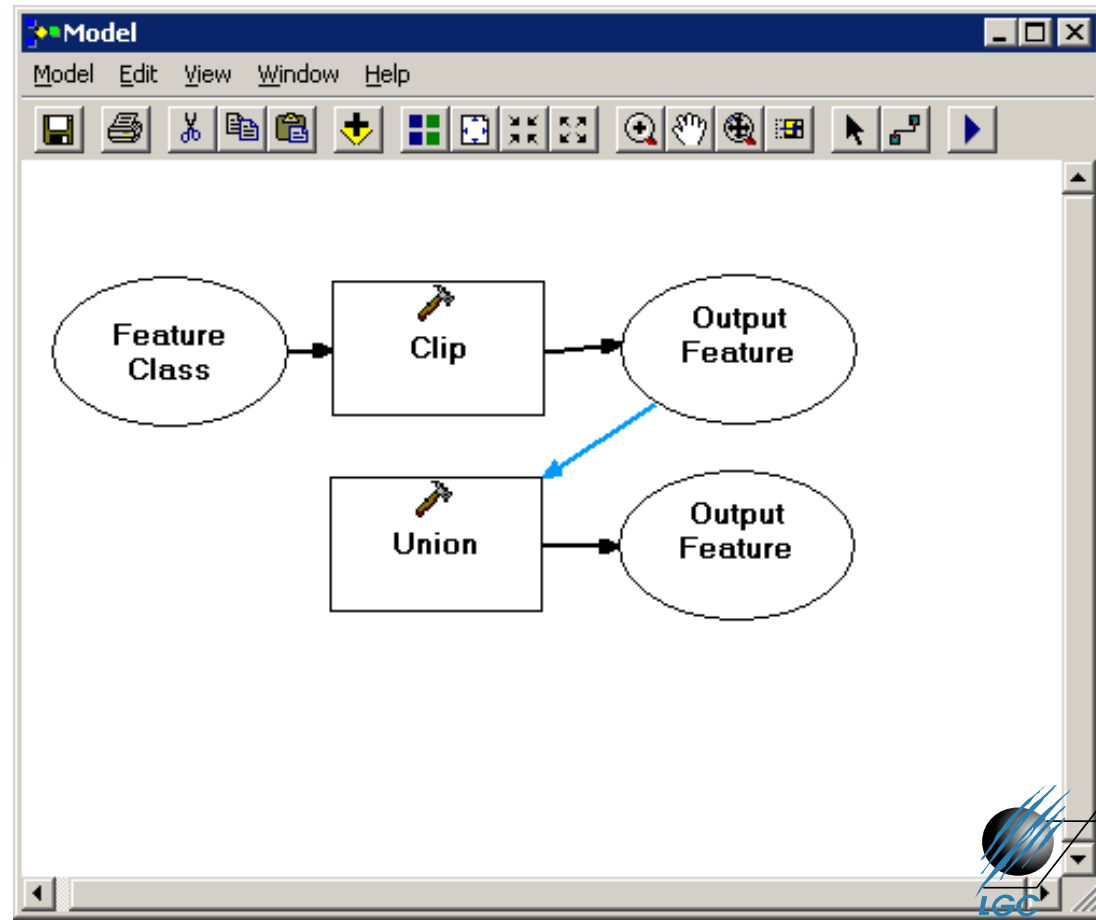 Model
Model Edit View Window Help
Feature
Class
Clip
Output
Feature
Union
Output
Feature
LGC